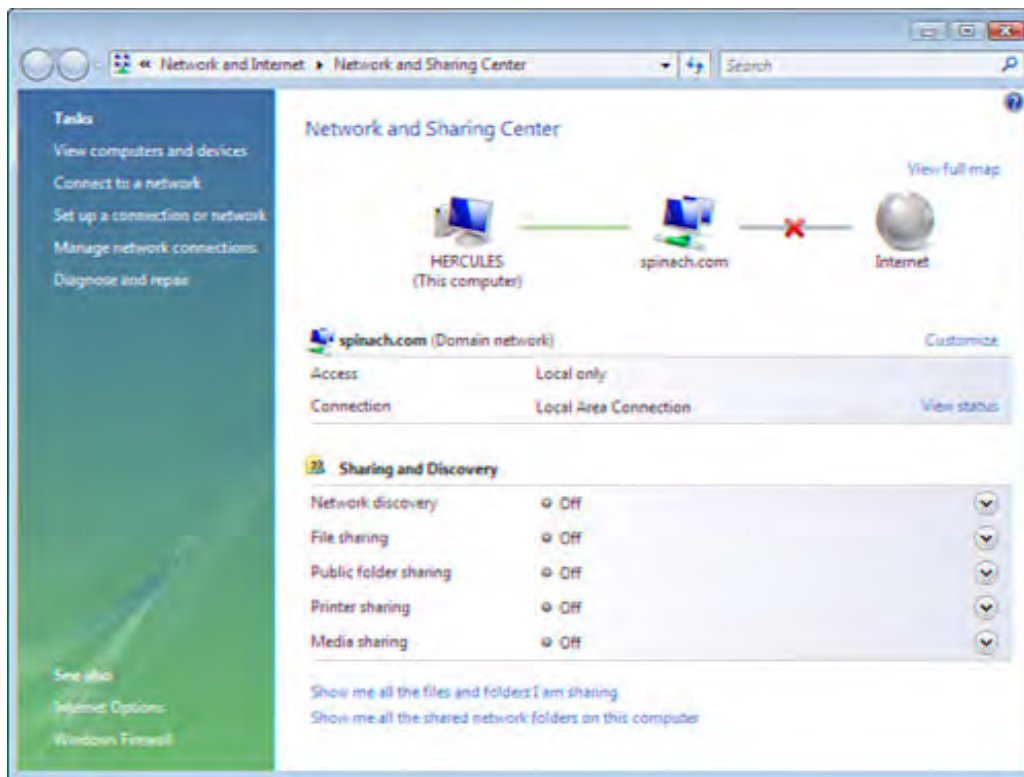 « Network and Internet ▸ Network and Sharing Center
Search
Tasks
View computers and devices
Connect to a network
Set up a connection or network
Manage network connections
Diagnose and repair
See also
Internet Options
Windows Firewall
Network and Sharing Center
View full map
HERCULES
(This computer)
spinach.com
Internet
spinach.com (Domain network) Customize
Access Local only
Connection Local Area Connection View status
Sharing and Discovery
Network discovery Off
File sharing Off
Public folder sharing Off
Printer sharing Off
Media sharing Off
Show me all the files and folders I am sharing
Show me all the shared network folders on this computer